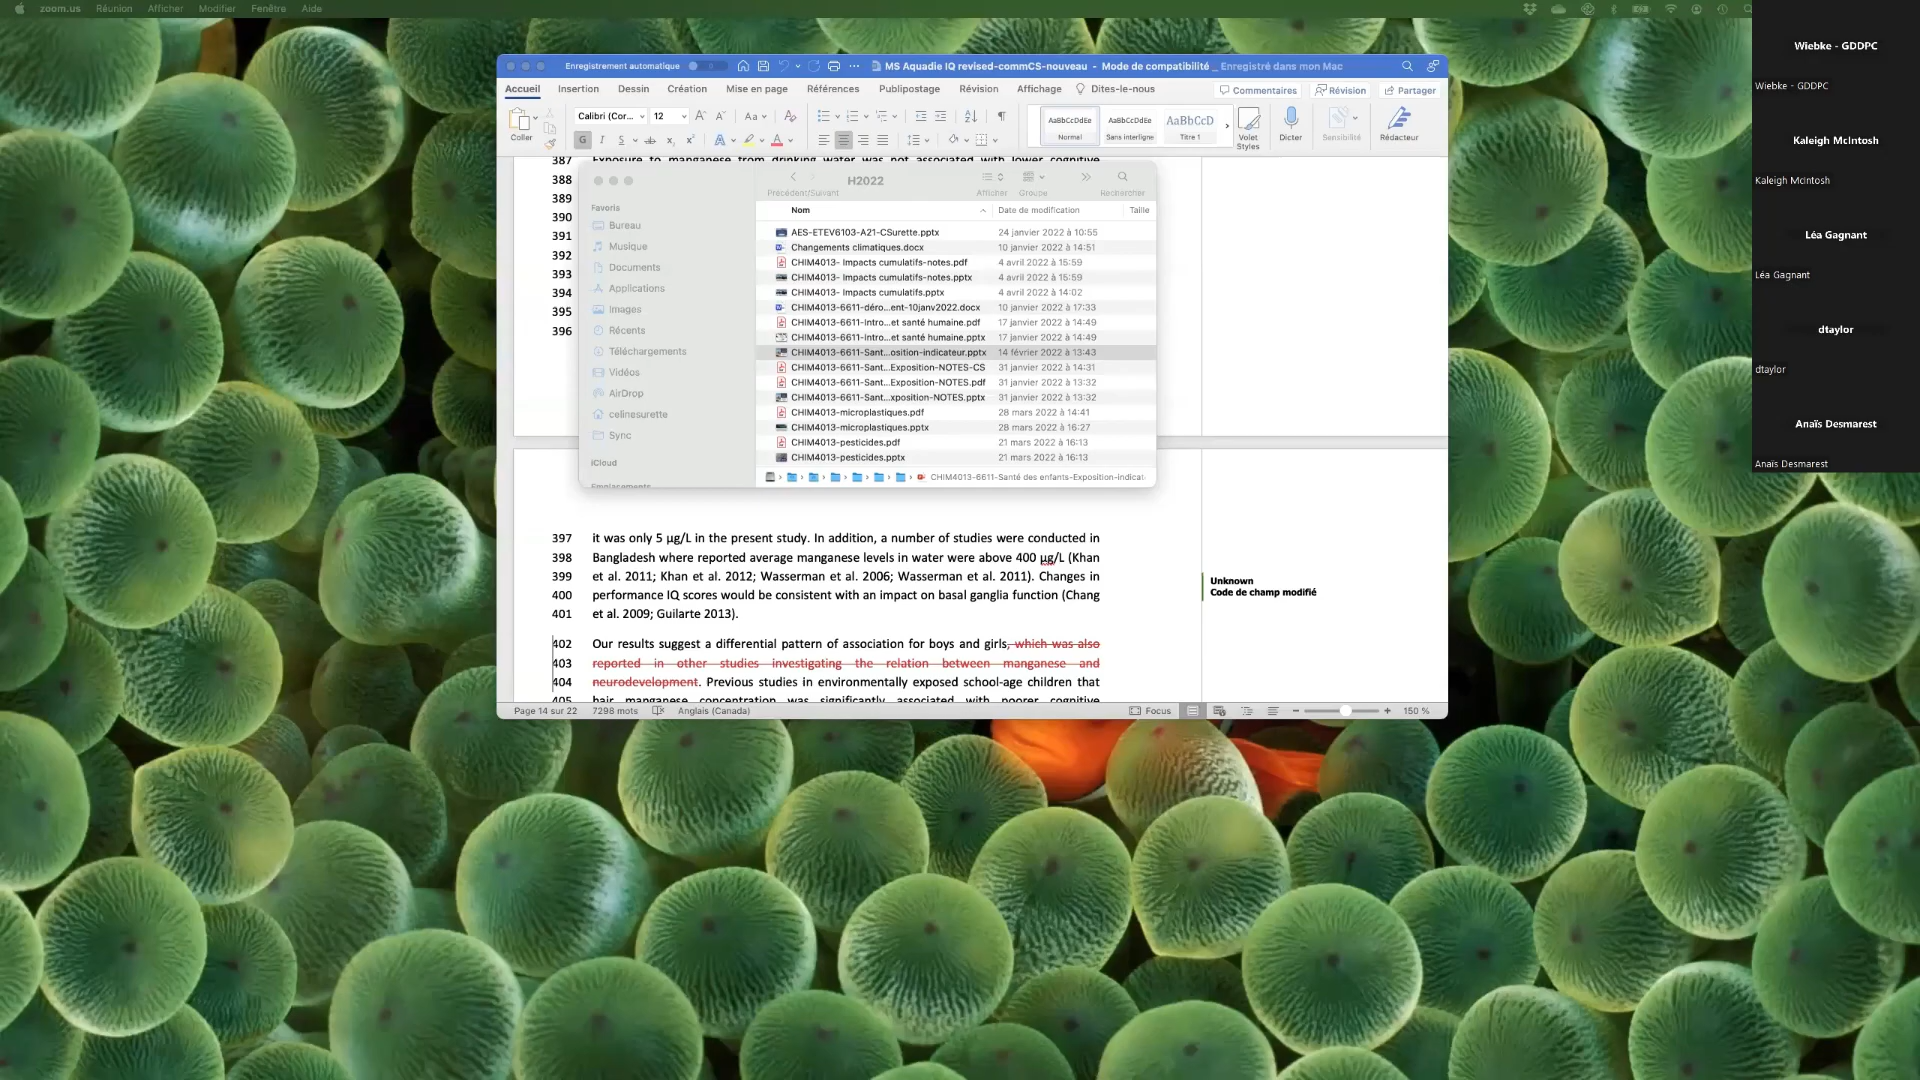 zoom.us Réunion Afficher Modifier Fenêtre Aide
Enregistrement automatique MS Aquadie IQ revised-commCS-nouveau - Mode de compatibilité _ Enregistré dans mon Mac
Accueil Insertion Dessin Création Mise en page Références Publipostage Révision Affichage Dites-le-nous Commentaires Révision Partager
Coller Calibri (Cor... 12 AaBbCcDdEe Normal AaBbCcDdEe Sans interligne AaBbCcD Titre 1 Volet Styles Dicter Sensibilité Rédacteur
387 Exposure to manganese from drinking water was not associated with lower cognitive
388
389
390
391
392
393
394
395
396
H2022
Précédent/Suivant Afficher Groupe Rechercher
Favoris
Bureau
Musique
Documents
Applications
Images
Récents
Téléchargements
Vidéos
AirDrop
celinesurette
Sync
iCloud
Emplacements
Nom Date de modification Taille
AES-ETEV6103-A21-CSurette.pptx 24 janvier 2022 à 10:55
Changements climatiques.docx 10 janvier 2022 à 14:51
CHIM4013- Impacts cumulatifs-notes.pdf 4 avril 2022 à 15:59
CHIM4013- Impacts cumulatifs-notes.pptx 4 avril 2022 à 15:59
CHIM4013- Impacts cumulatifs.pptx 4 avril 2022 à 14:02
CHIM4013-6611-déro...ent-10janv2022.docx 10 janvier 2022 à 17:33
CHIM4013-6611-Intro...et santé humaine.pdf 17 janvier 2022 à 14:49
CHIM4013-6611-Intro...et santé humaine.pptx 17 janvier 2022 à 14:49
CHIM4013-6611-Sant...osition-indicateur.pptx 14 février 2022 à 13:43
CHIM4013-6611-Sant...Exposition-NOTES-CS 31 janvier 2022 à 14:31
CHIM4013-6611-Sant...Exposition-NOTES.pdf 31 janvier 2022 à 13:32
CHIM4013-6611-Sant...xposition-NOTES.pptx 31 janvier 2022 à 13:32
CHIM4013-microplastiques.pdf 28 mars 2022 à 14:41
CHIM4013-microplastiques.pptx 28 mars 2022 à 16:27
CHIM4013-pesticides.pdf 21 mars 2022 à 16:13
CHIM4013-pesticides.pptx 21 mars 2022 à 16:13
CHIM4013-6611-Santé des enfants-Exposition-indicat
397 it was only 5 µg/L in the present study. In addition, a number of studies were conducted in
398 Bangladesh where reported average manganese levels in water were above 400 µg/L (Khan
399 et al. 2011; Khan et al. 2012; Wasserman et al. 2006; Wasserman et al. 2011). Changes in
400 performance IQ scores would be consistent with an impact on basal ganglia function (Chang
401 et al. 2009; Guilarte 2013).
402 Our results suggest a differential pattern of association for boys and girls, which was also
403 reported in other studies investigating the relation between manganese and
404 neurodevelopment. Previous studies in environmentally exposed school-age children that
405 hair manganese concentration was significantly associated with poorer cognitive
Unknown
Code de champ modifié
Page 14 sur 22 7298 mots Anglais (Canada) Focus 150 %
Wiebke - GDDPC
Wiebke - GDDPC
Kaleigh McIntosh
Kaleigh McIntosh
Léa Gagnant
Léa Gagnant
dtaylor
dtaylor
Anaïs Desmarest
Anaïs Desmarest